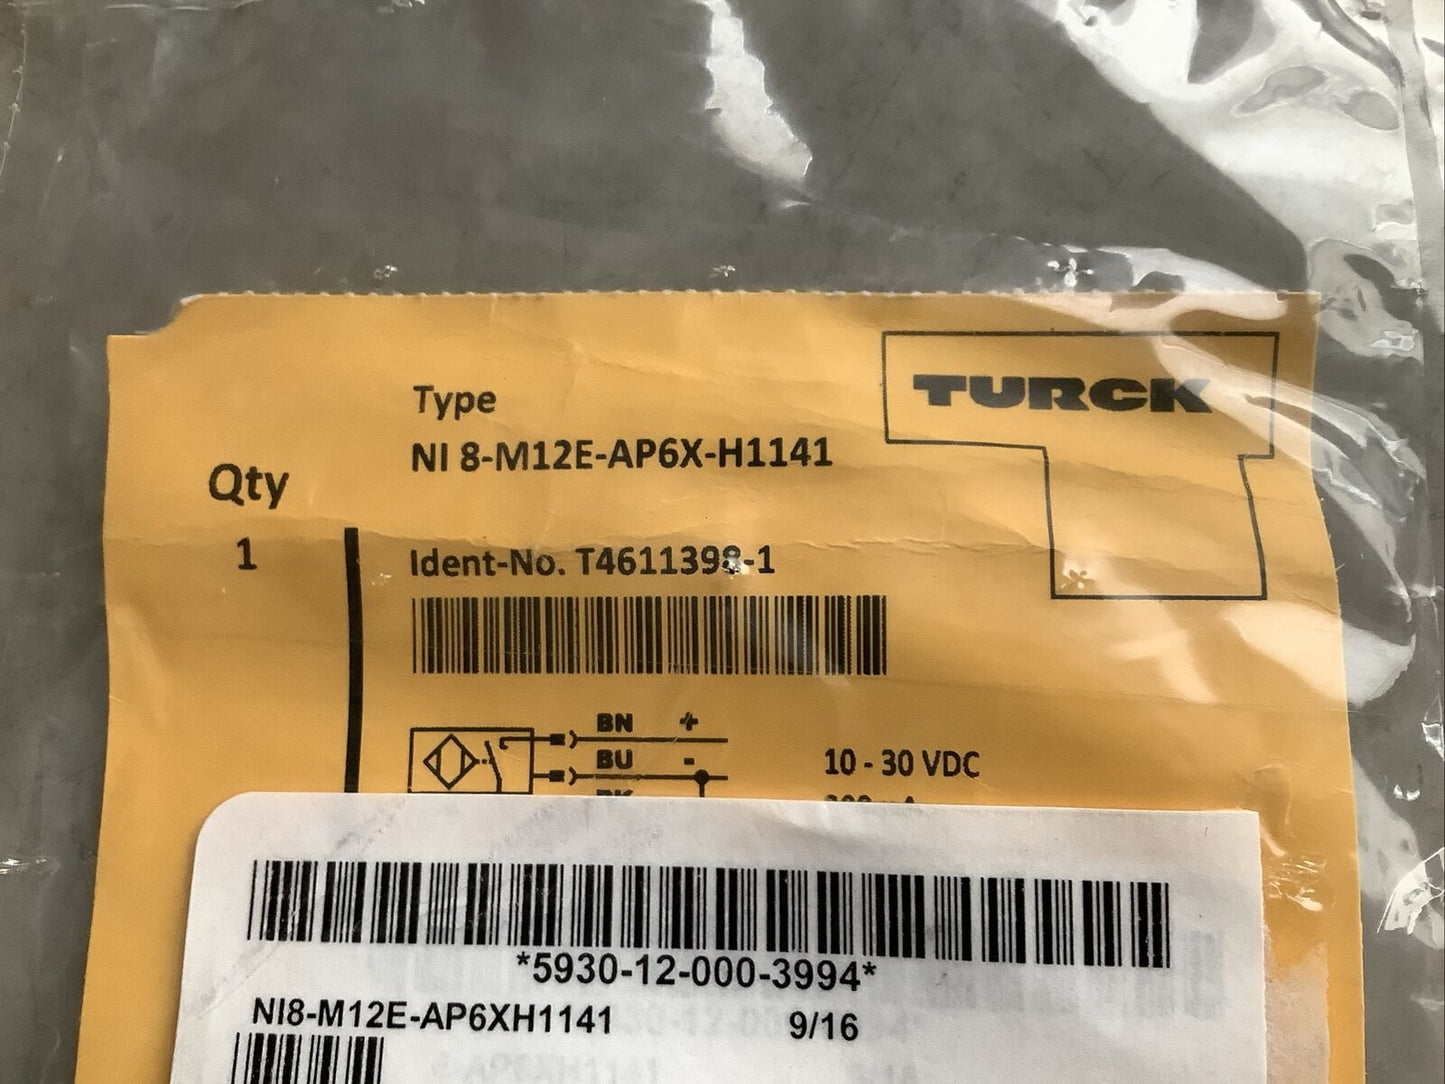 Type
TURCK
NI 8-M12E-AP6X-H1141
Qty
1
Ident-No. T4611398-1
BN +
BU -
10 - 30 VDC
*5930-12-000-3994*
NI8-M12E-AP6XH1141 9/16